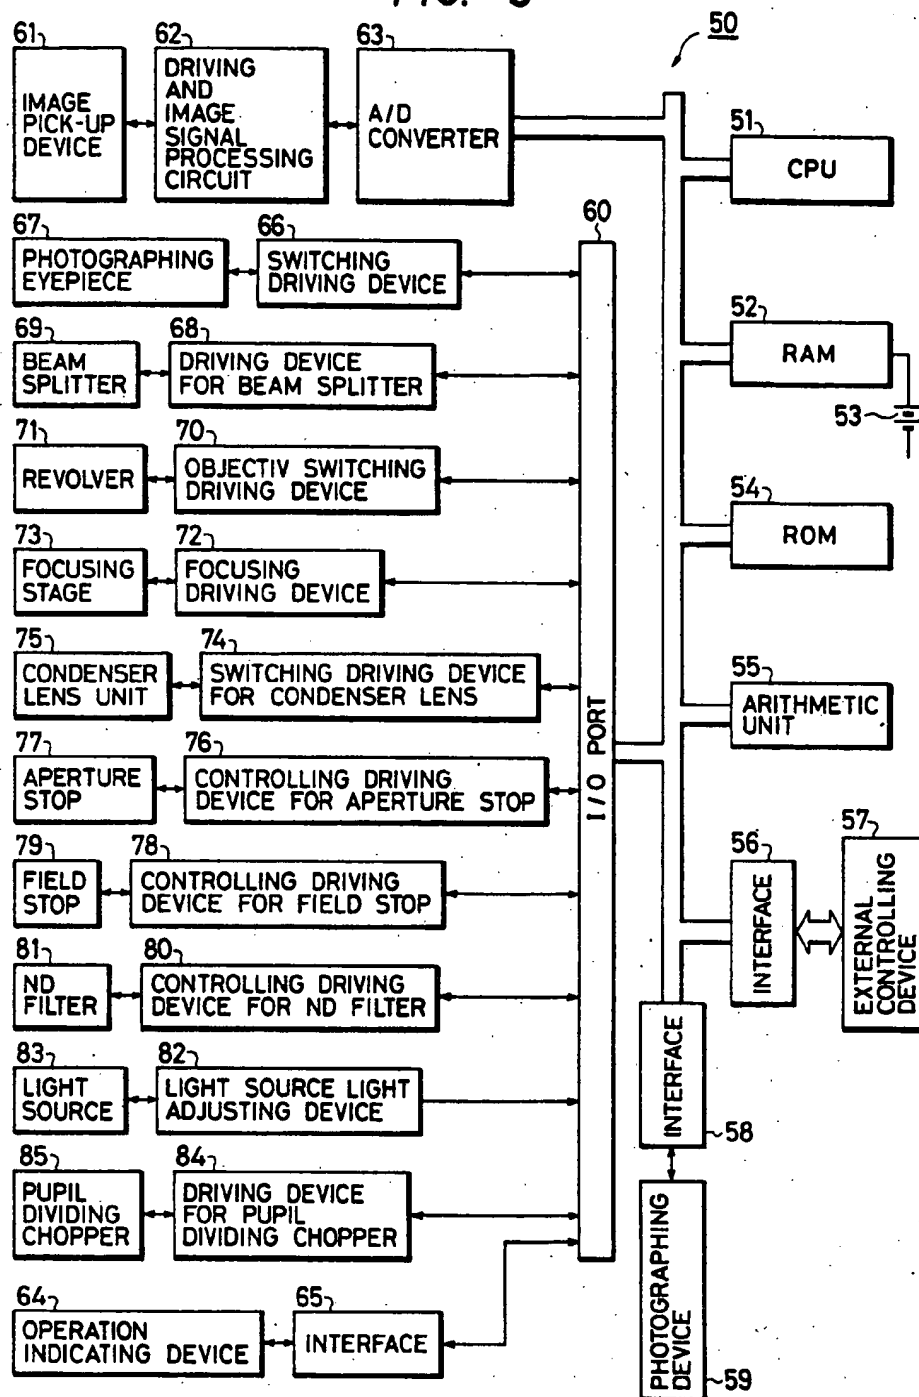 FIG. 3
50
61
IMAGE
PICK-UP
DEVICE
62
DRIVING
AND
IMAGE
SIGNAL
PROCESSING
CIRCUIT
63
A/D
CONVERTER
51
CPU
67
PHOTOGRAPHING
EYEPIECE
66
SWITCHING
DRIVING DEVICE
60
I/O PORT
69
BEAM
SPLITTER
68
DRIVING DEVICE
FOR BEAM SPLITTER
52
RAM
53
71
REVOLVER
70
OBJECTIV SWITCHING
DRIVING DEVICE
54
ROM
73
FOCUSING
STAGE
72
FOCUSING
DRIVING DEVICE
75
CONDENSER
LENS UNIT
74
SWITCHING DRIVING DEVICE
FOR CONDENSER LENS
55
ARITHMETIC
UNIT
77
APERTURE
STOP
76
CONTROLLING DRIVING
DEVICE FOR APERTURE STOP
79
FIELD
STOP
78
CONTROLLING DRIVING
DEVICE FOR FIELD STOP
56
INTERFACE
57
EXTERNAL
CONTROLLING
DEVICE
81
ND
FILTER
80
CONTROLLING DRIVING
DEVICE FOR ND FILTER
83
LIGHT
SOURCE
82
LIGHT SOURCE LIGHT
ADJUSTING DEVICE
INTERFACE
58
85
PUPIL
DIVIDING
CHOPPER
84
DRIVING DEVICE
FOR PUPIL
DIVIDING CHOPPER
64
OPERATION
INDICATING DEVICE
65
INTERFACE
PHOTOGRAPHING
DEVICE
59